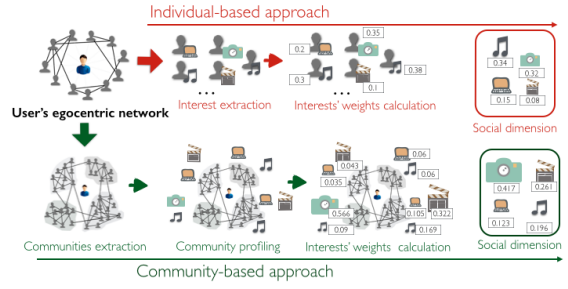 Individual-based approach
0.35
0.2
0.38
0.3
0.1
0.34
0.32
0.15
0.08
...
...
Interest extraction
Interests' weights calculation
User's egocentric network
Social dimension
0.06
0.043
0.06
0.035
0.417
0.261
0.566
0.105
0.322
0.09
0.169
0.123
0.196
Communities extraction
Community profiling
Interests' weights calculation
Social dimension
Community-based approach